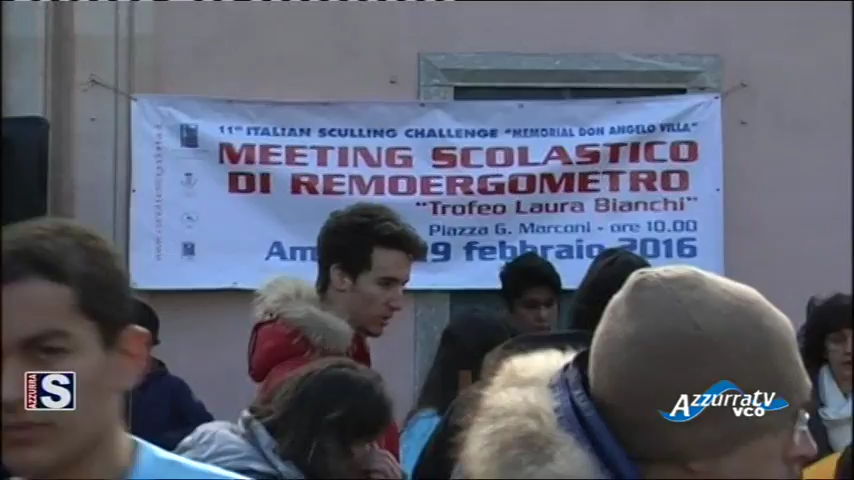 11° ITALIAN SCULLING CHALLENGE "MEMORIAL DON ANGELO VILLA"
MEETING SCOLASTICO
DI REMOERGOMETRO
"Trofeo Laura Bianchi"
Piazza G. Marconi - ore 10.00
19 febbraio 2016
AZZURRA S
AzzurraTV
VCO